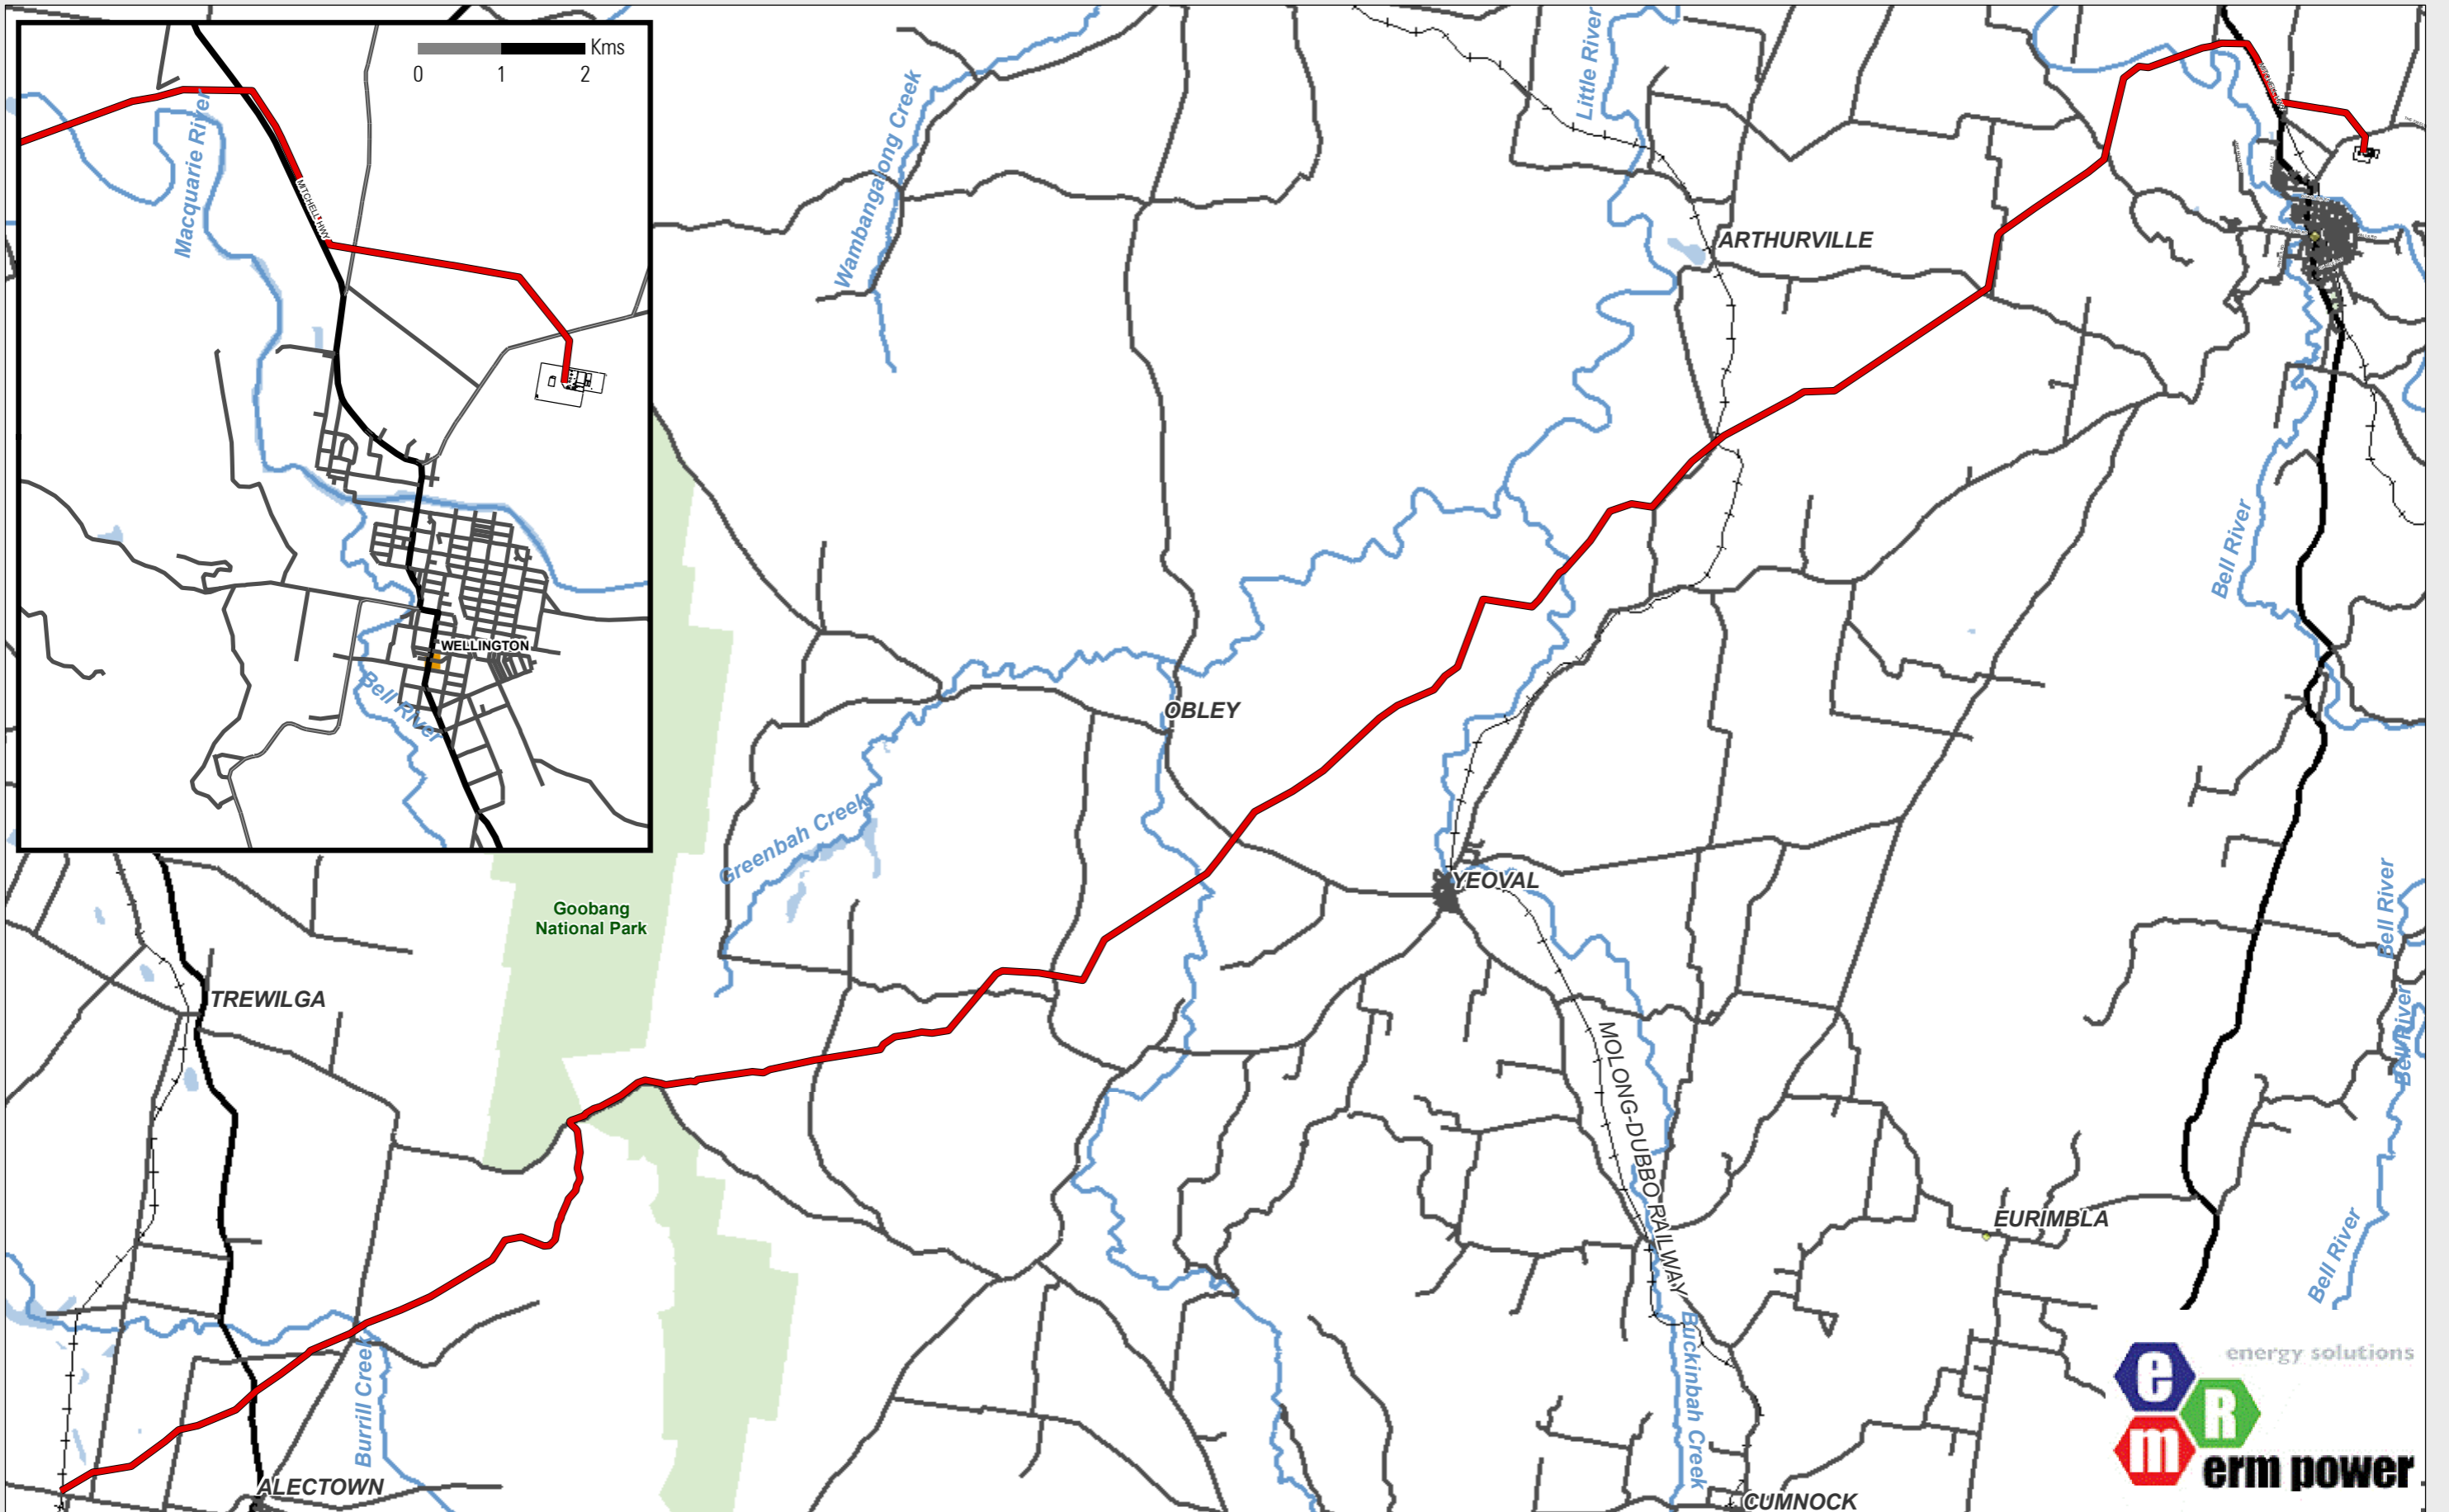 Kms
0 1 2
Macquarie River
MITCHELL HWY
WELLINGTON
Bell River
Wambangalong Creek
Little River
ARTHURVILLE
Bell River
OBLEY
Greenbah Creek
YEOVAL
Goobang
National Park
TREWILGA
MOLONG-DUBBO RAILWAY
Bell River
Bell River
EURIMBLA
Bell River
Burrill Creek
Buckinbah Creek
ALECTOWN
CUMNOCK
energy solutions
e
R
m
erm power